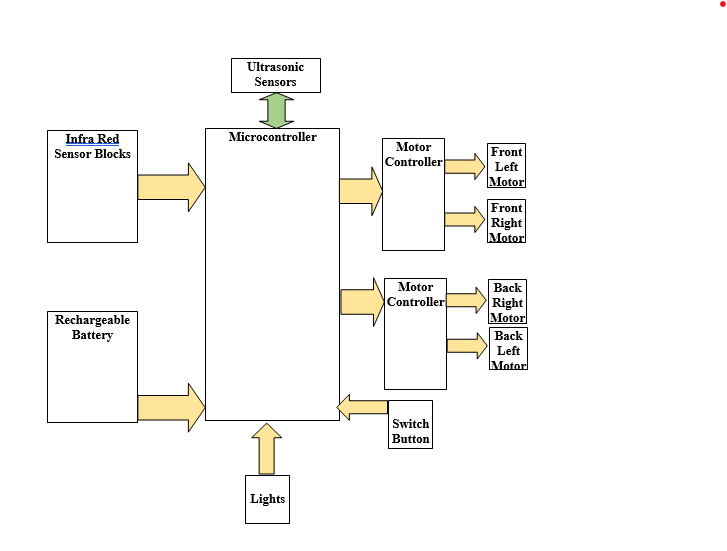 Ultrasonic
Sensors
Infra Red
Sensor Blocks
Microcontroller
Motor
Controller
Front
Left
Motor
Front
Right
Motor
Motor
Controller
Back
Right
Motor
Back
Left
Motor
Rechargeable
Battery
Switch
Button
Lights